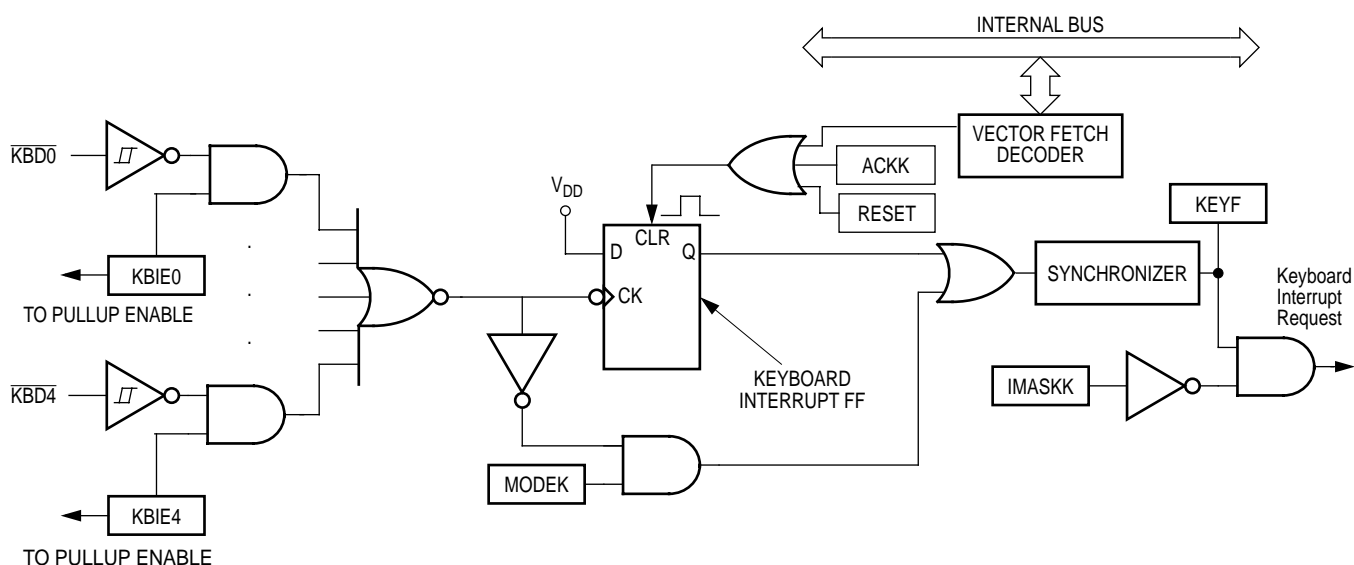 INTERNAL BUS
VECTOR FETCH
DECODER
ACKK
RESET
KBD0
KBIE0
TO PULLUP ENABLE
KBD4
KBIE4
TO PULLUP ENABLE
VDD
D
CLR
Q
CK
KEYBOARD
INTERRUPT FF
MODEK
SYNCHRONIZER
KEYF
IMASKK
Keyboard
Interrupt
Request